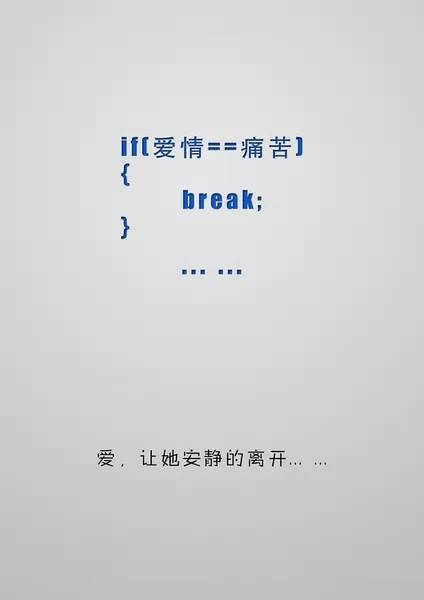 if(爱情==痛苦)
{
break;
}
... ...
爱，让她安静的离开... ...